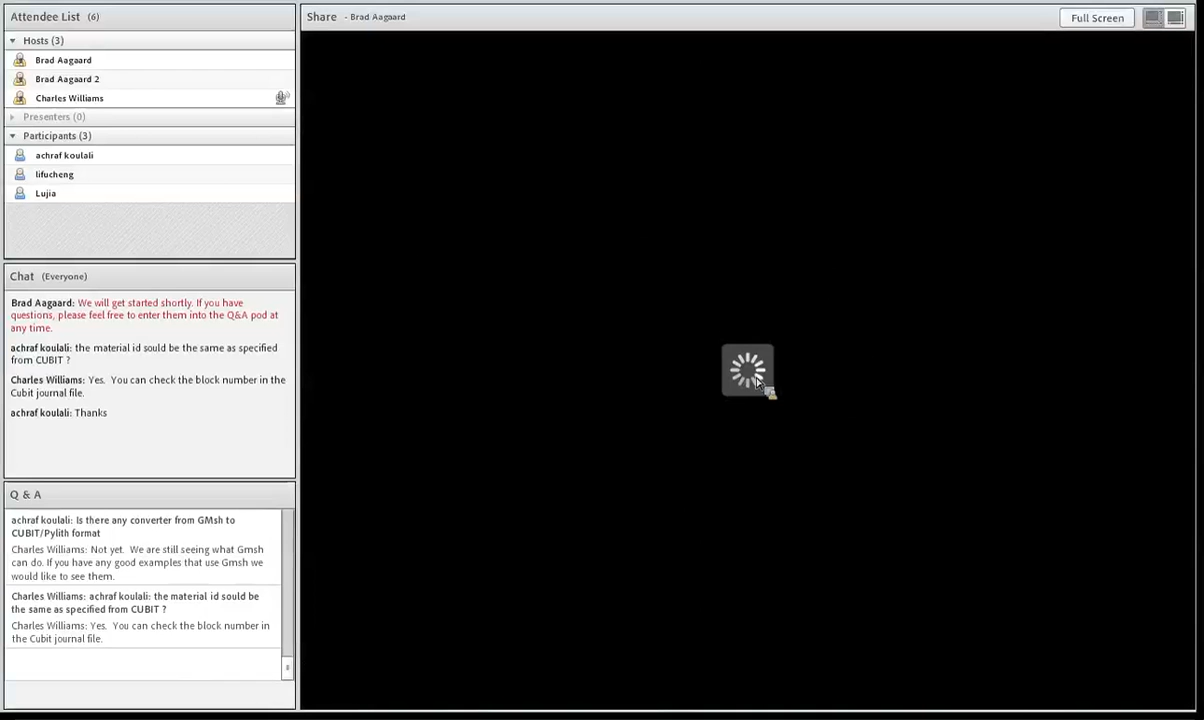 Attendee List (6)
Hosts (3)
Brad Aagaard
Brad Aagaard 2
Charles Williams
Presenters (0)
Participants (3)
achraf koulali
lifucheng
Lujia
Chat (Everyone)
Brad Aagaard: We will get started shortly. If you have
questions, please feel free to enter them into the Q&A pod at
any time.
achraf koulali: the material id sould be the same as specified
from CUBIT ?
Charles Williams: Yes. You can check the block number in the
Cubit journal file.
achraf koulali: Thanks
Q & A
achraf koulali: Is there any converter from GMsh to
CUBIT/Pylith format
Charles Williams: Not yet. We are still seeing what Gmsh
can do. If you have any good examples that use Gmsh we
would like to see them.
Charles Williams: achraf koulali: the material id sould be
the same as specified from CUBIT ?
Charles Williams: Yes. You can check the block number in
the Cubit journal file.
Share - Brad Aagaard
Full Screen